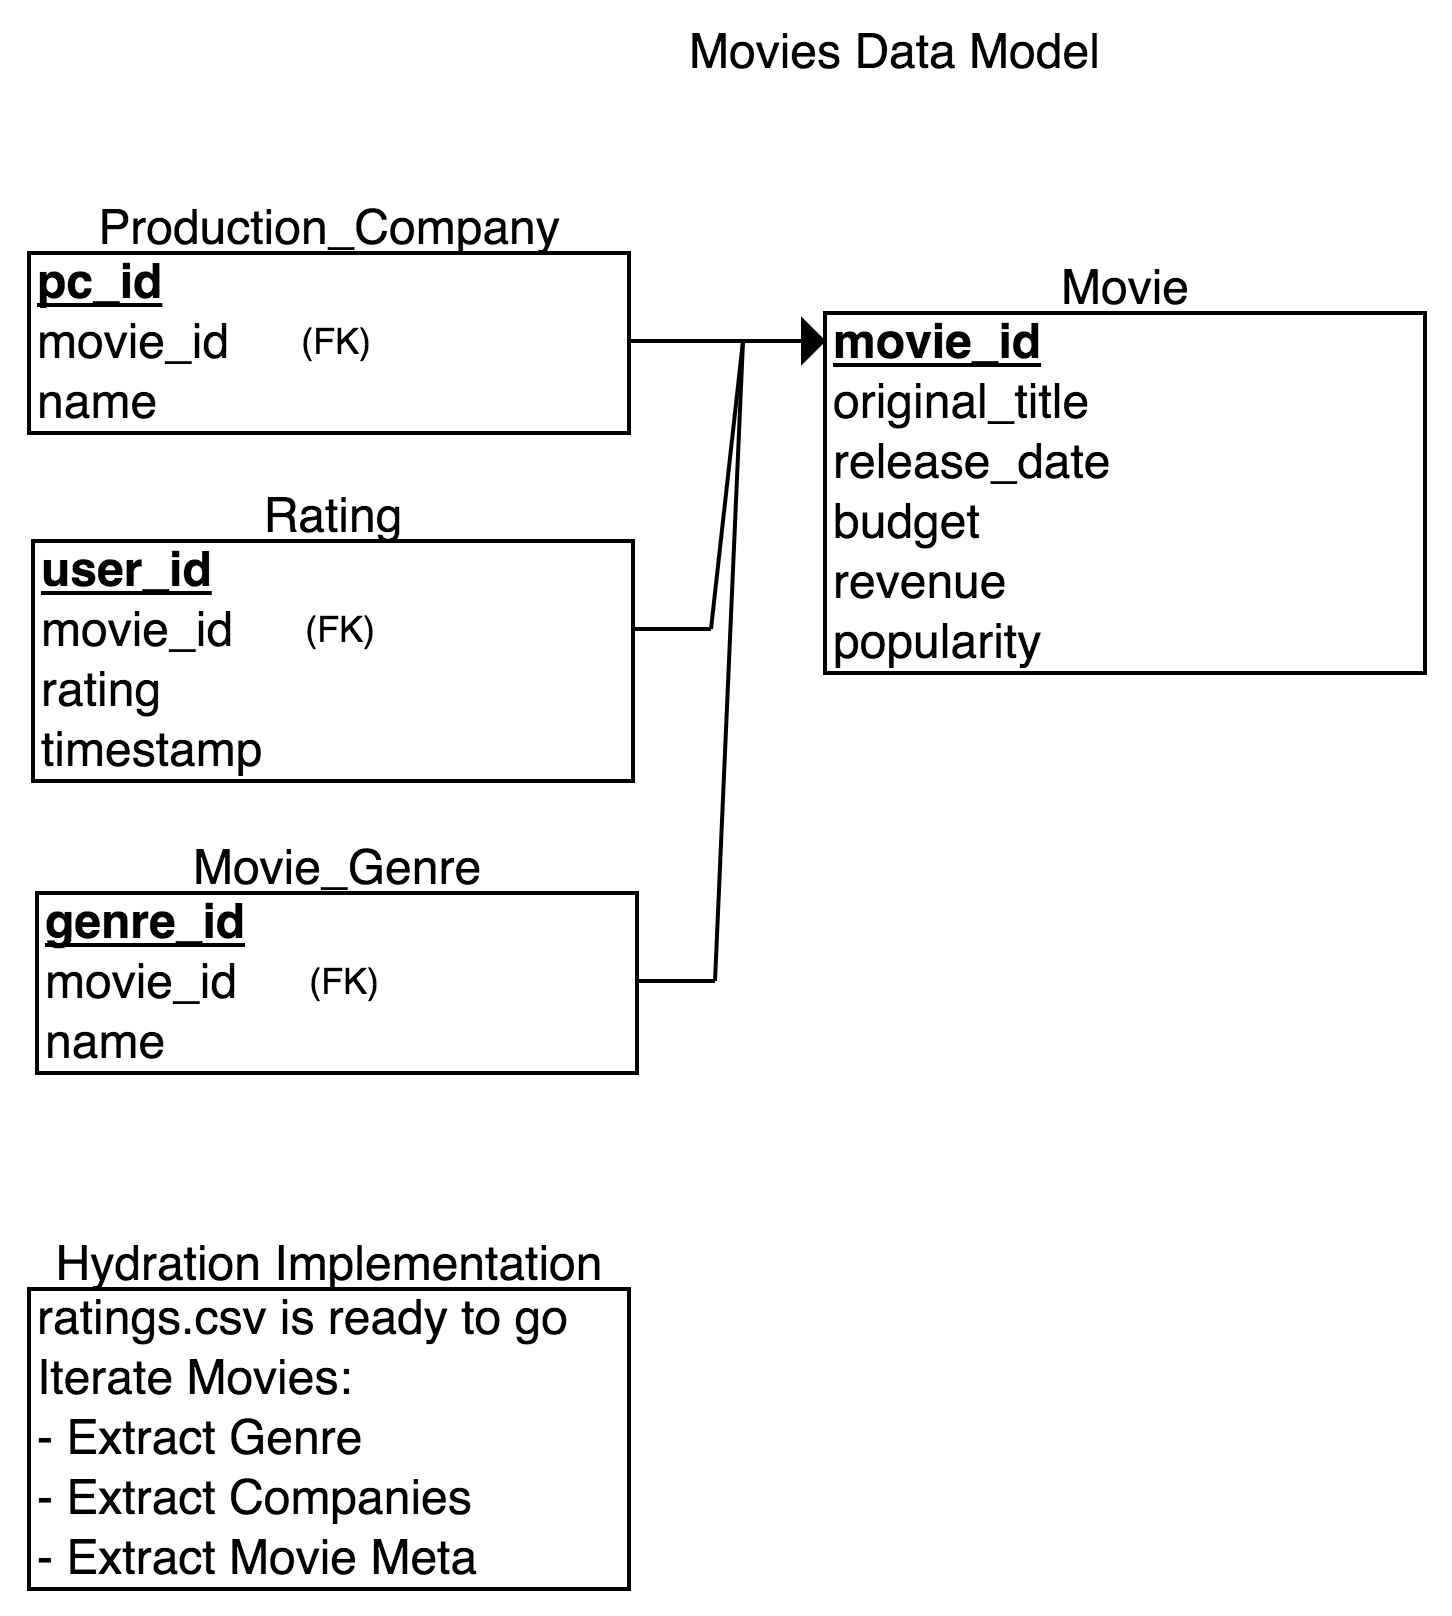 Movies Data Model
Production_Company
pc_id
movie_id (FK)
name
Movie
movie_id
original_title
release_date
budget
revenue
popularity
Rating
user_id
movie_id (FK)
rating
timestamp
Movie_Genre
genre_id
movie_id (FK)
name
Hydration Implementation
ratings.csv is ready to go
Iterate Movies:
- Extract Genre
- Extract Companies
- Extract Movie Meta